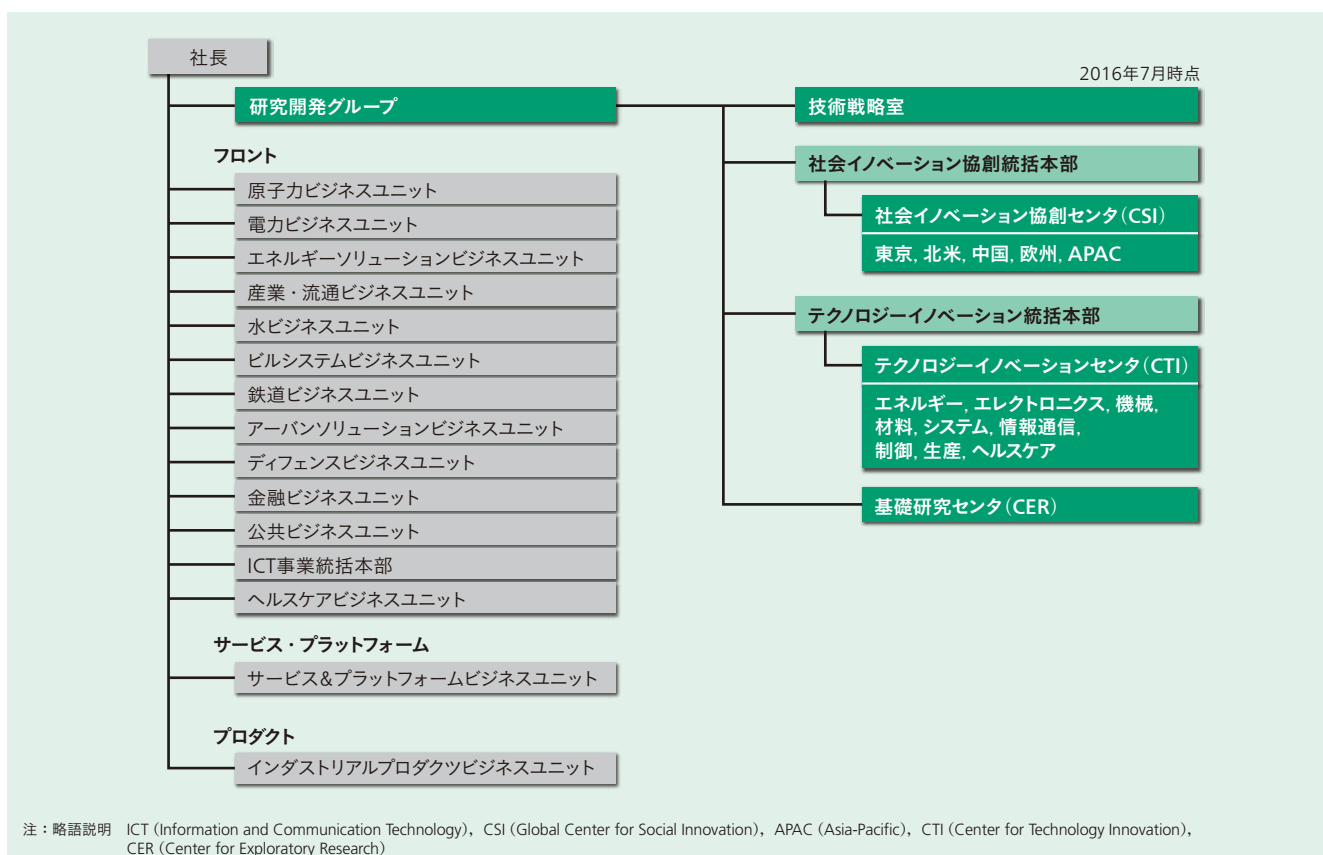 社長
2016年7月時点
研究開発グループ
フロント
原子力ビジネスユニット
電力ビジネスユニット
エネルギーソリューションビジネスユニット
産業・流通ビジネスユニット
水ビジネスユニット
ビルシステムビジネスユニット
鉄道ビジネスユニット
アーバンソリューションビジネスユニット
ディフェンスビジネスユニット
金融ビジネスユニット
公共ビジネスユニット
ICT事業統括本部
ヘルスケアビジネスユニット
サービス・プラットフォーム
サービス&プラットフォームビジネスユニット
プロダクト
インダストリアルプロダクツビジネスユニット
技術戦略室
社会イノベーション協創統括本部
社会イノベーション協創センタ(CSI)
東京, 北米, 中国, 欧州, APAC
テクノロジーイノベーション統括本部
テクノロジーイノベーションセンタ(CTI)
エネルギー, エレクトロニクス, 機械,
材料, システム, 情報通信,
制御, 生産, ヘルスケア
基礎研究センタ(CER)
注：略語説明 ICT (Information and Communication Technology), CSI (Global Center for Social Innovation), APAC (Asia-Pacific), CTI (Center for Technology Innovation),
CER (Center for Exploratory Research)